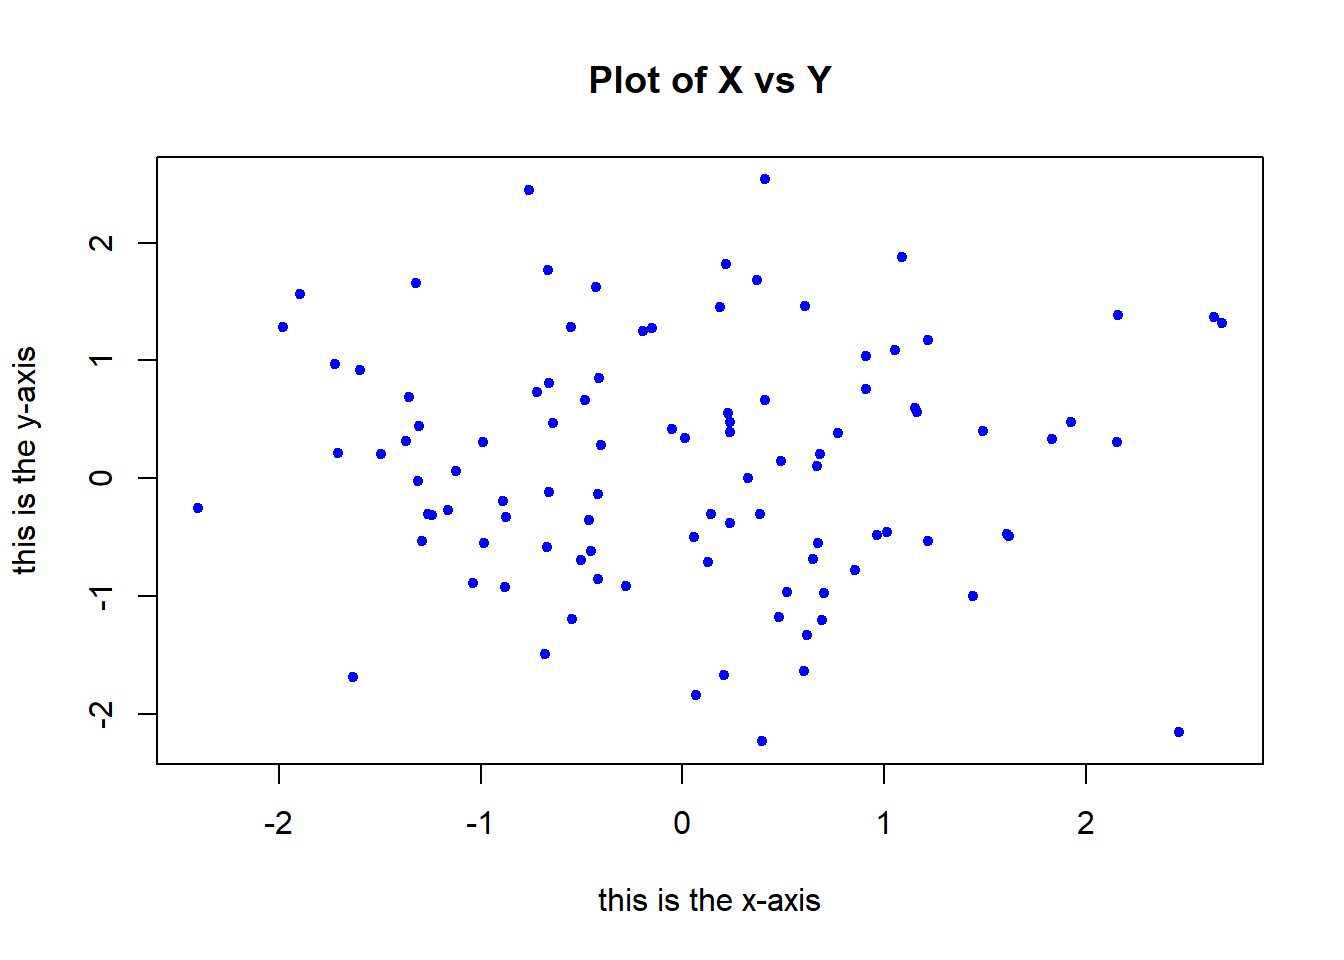 Plot of X vs Y
this is the y-axis
2
1
0
-1
-2
-2 -1 0 1 2
this is the x-axis